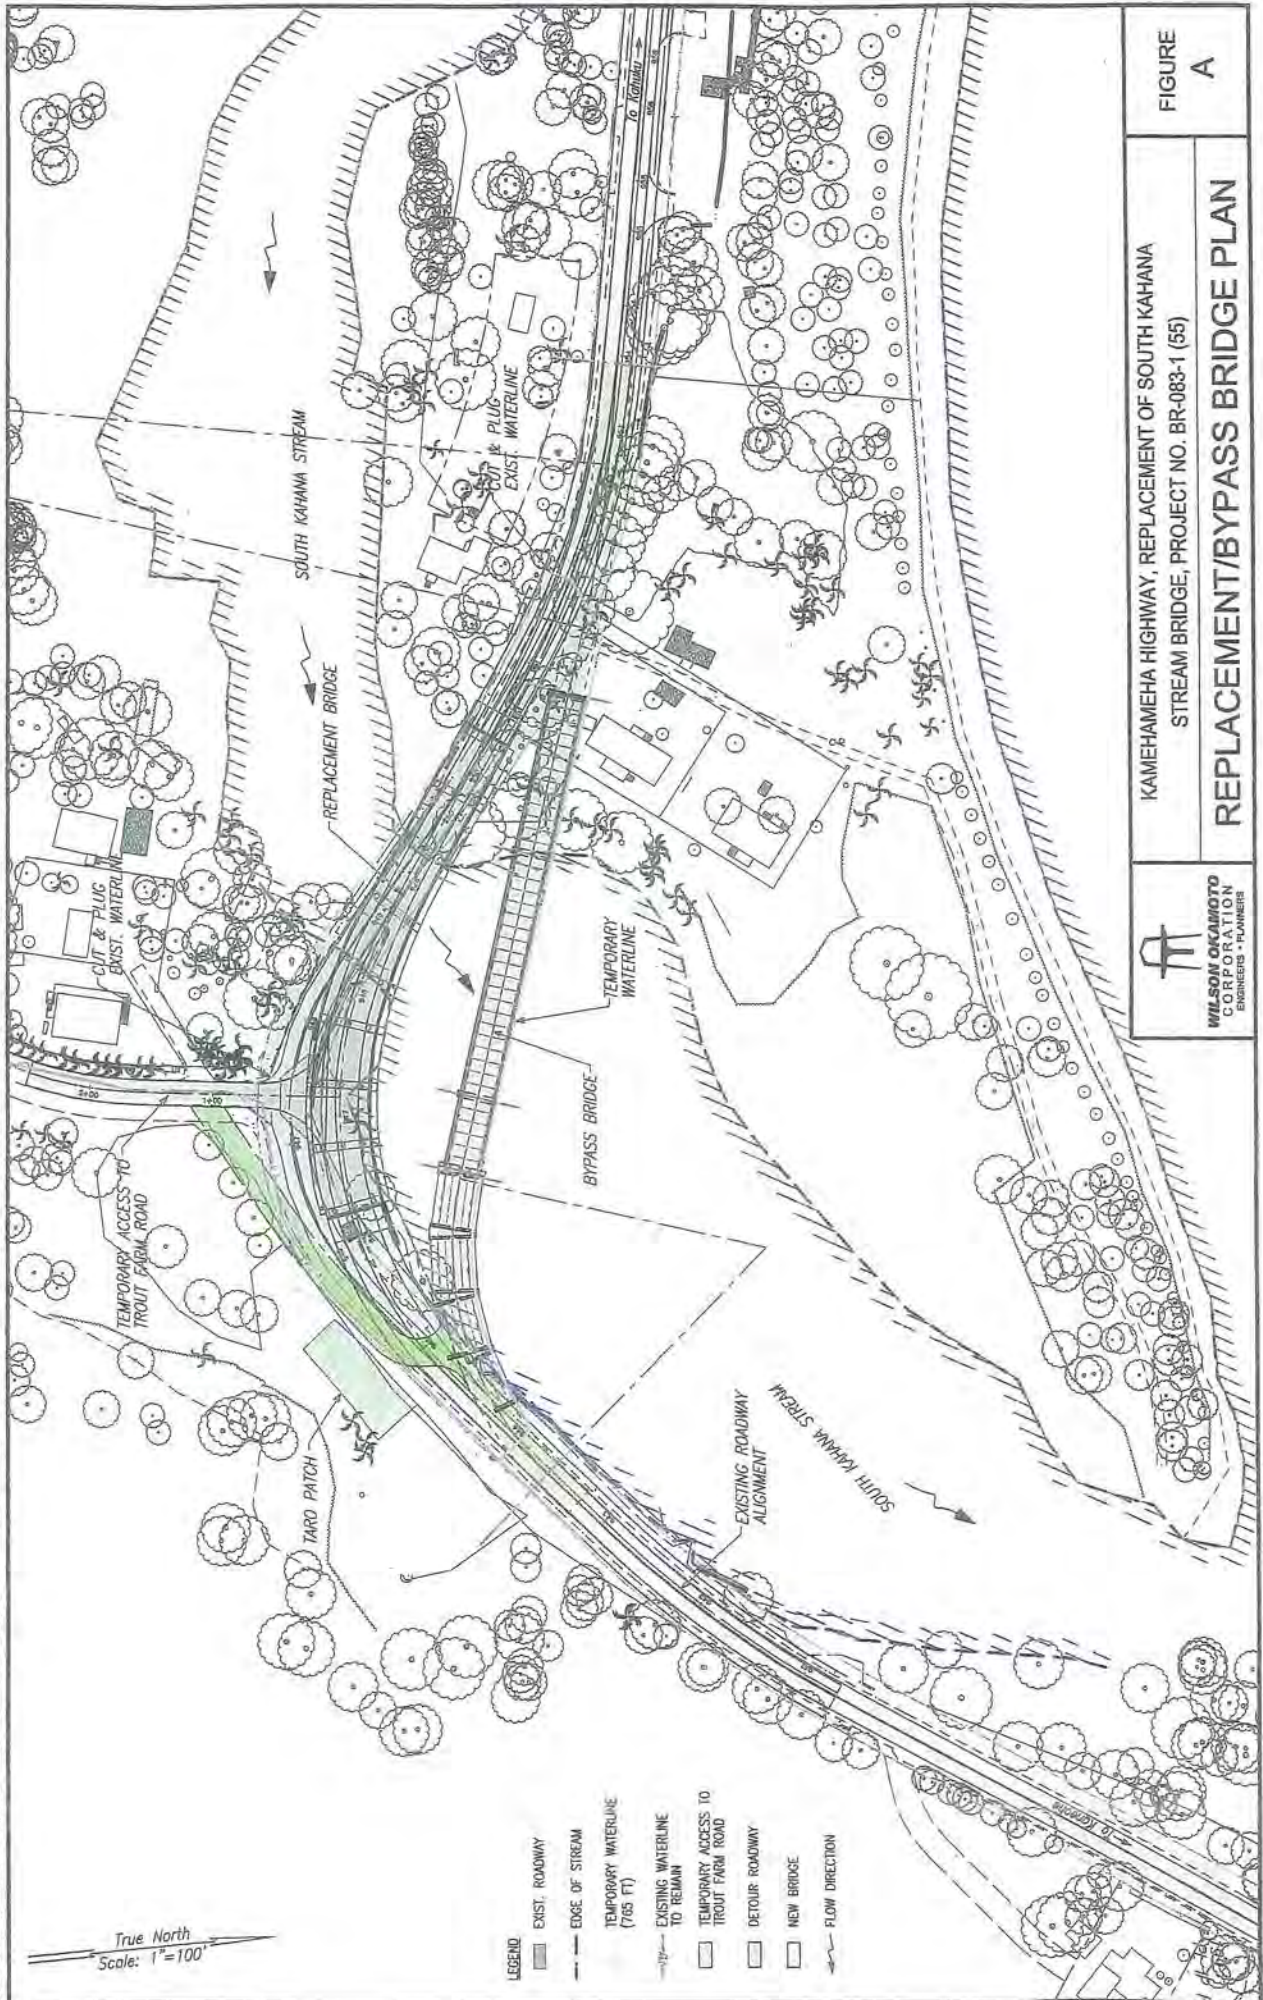 KAMEHAMEHA HIGHWAY, REPLACEMENT OF SOUTH KAHANA
STREAM BRIDGE, PROJECT NO. BR-083-1 (55)
REPLACEMENT/BYPASS BRIDGE PLAN
FIGURE
A
WILSON OKAMOTO
CORPORATION
ENGINEERS • PLANNERS
True North
Scale: 1"=100'
LEGEND
EXIST. ROADWAY
EDGE OF STREAM
TEMPORARY WATERLINE
(765 FT)
EXISTING WATERLINE
TO REMAIN
TEMPORARY ACCESS TO
TROUT FARM ROAD
DETOUR ROADWAY
NEW BRIDGE
FLOW DIRECTION
TARO PATCH
TEMPORARY ACCESS TO
TROUT FARM ROAD
CUT & PLUG
EXIST. WATERLINE
REPLACEMENT BRIDGE
SOUTH KAHANA STREAM
CUT & PLUG
EXIST. WATERLINE
To Kahuku
TEMPORARY
WATERLINE
BYPASS BRIDGE
EXISTING ROADWAY
ALIGNMENT
SOUTH KAHANA STREAM
To Kaneohe
1+00
2+00